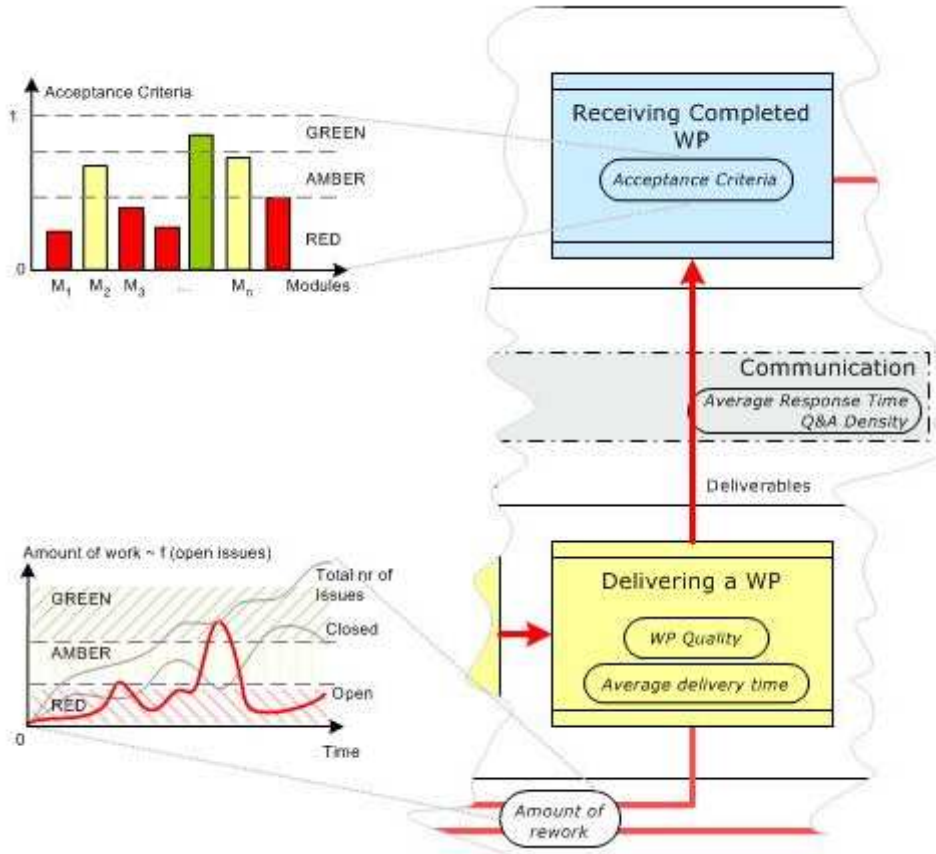 Acceptance Criteria
1
GREEN
AMBER
RED
0
M1 M2 M3 ... Mn Modules
Receiving Completed
WP
Acceptance Criteria
Communication
Average Response Time
Q&A Density
Deliverables
Amount of work ~ f (open issues)
GREEN
AMBER
RED
0
Total nr of
Issues
Closed
Open
Time
Delivering a WP
WP Quality
Average delivery time
Amount of
rework